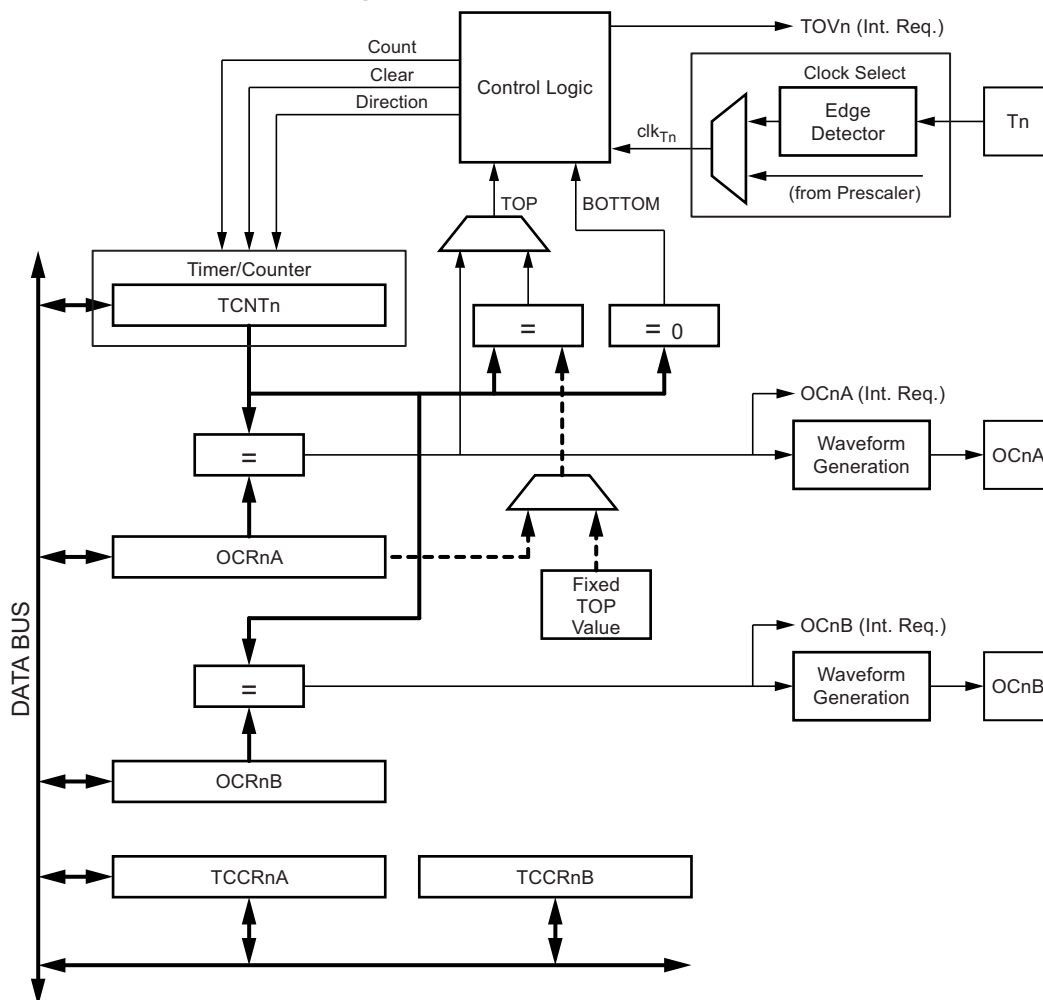 TOVn (Int. Req.)
Count
Clear
Direction
Control Logic
Clock Select
Edge
Detector
Tn
clkTn
(from Prescaler)
TOP
BOTTOM
Timer/Counter
TCNTn
=
= 0
OCnA (Int. Req.)
=
Waveform
Generation
OCnA
OCRnA
Fixed
TOP
Value
DATA BUS
OCnB (Int. Req.)
=
Waveform
Generation
OCnB
OCRnB
TCCRnA
TCCRnB